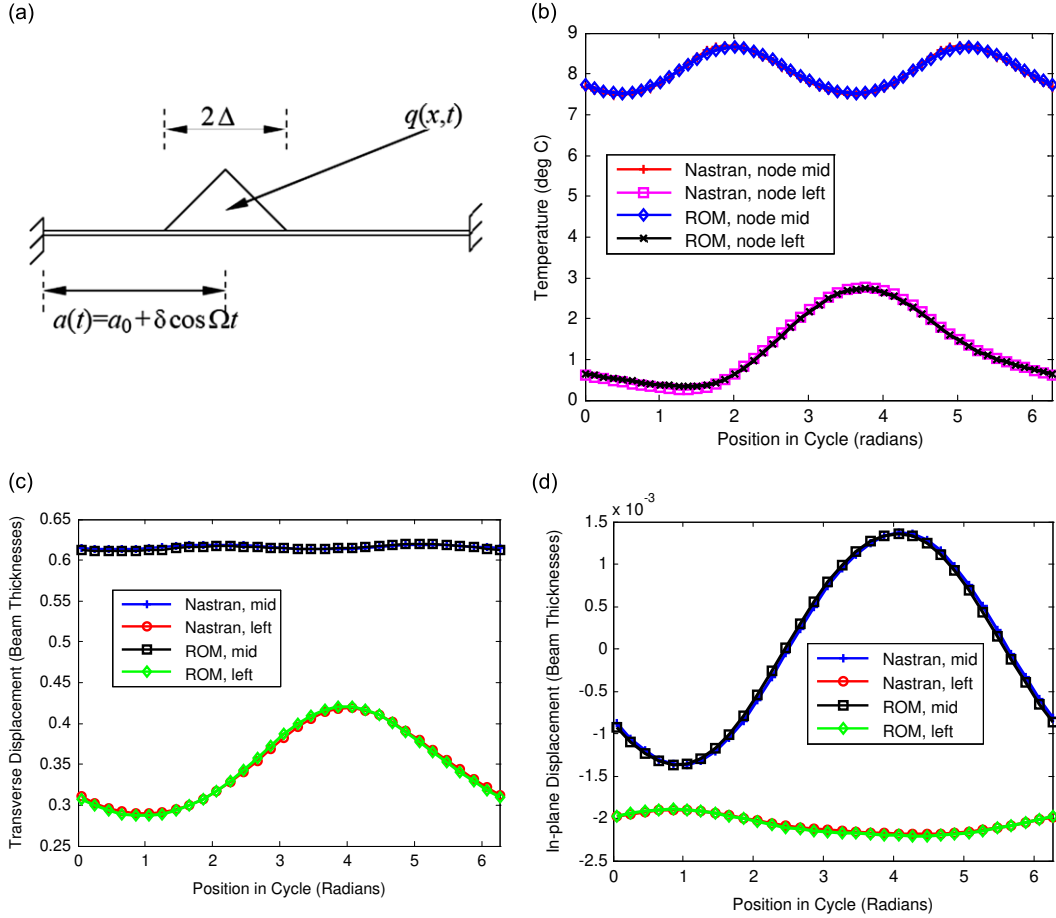 (a)
2Δ
q(x,t)
a(t)=a₀+δcosΩt
(b)
9
8
7
6
5
4
3
2
1
0
0 1 2 3 4 5 6
Temperature (deg C)
Position in Cycle (radians)
Nastran, node mid
Nastran, node left
ROM, node mid
ROM, node left
(c)
0.65
0.6
0.55
0.5
0.45
0.4
0.35
0.3
0.25
0 1 2 3 4 5 6
Transverse Displacement (Beam Thicknesses)
Position in Cycle (Radians)
Nastran, mid
Nastran, left
ROM, mid
ROM, left
(d)
x 10⁻³
1.5
1
0.5
0
-0.5
-1
-1.5
-2
-2.5
0 1 2 3 4 5 6
In-plane Displacement (Beam Thicknesses)
Position in Cycle (Radians)
Nastran, mid
Nastran, left
ROM, mid
ROM, left